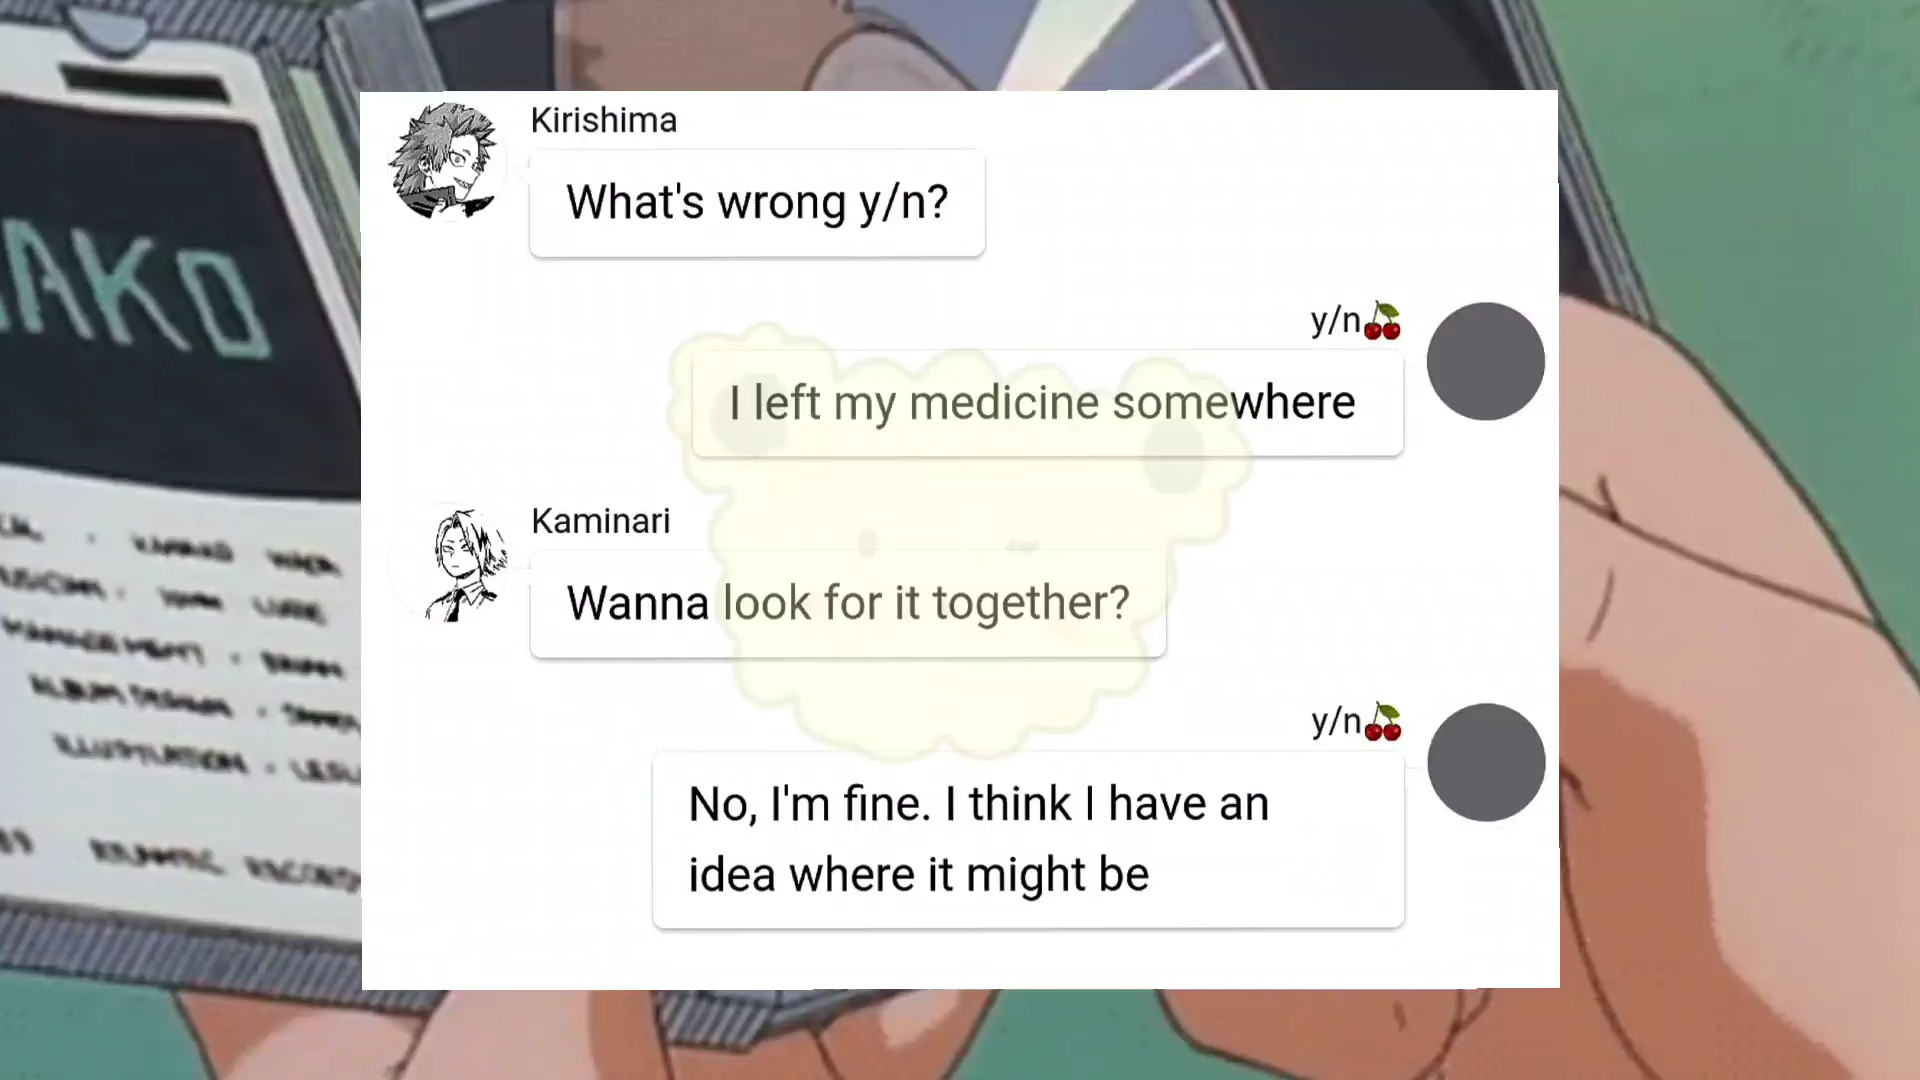 Kirishima
What's wrong y/n?
y/n🍒
I left my medicine somewhere
Kaminari
Wanna look for it together?
y/n🍒
No, I'm fine. I think I have an
idea where it might be
AKO